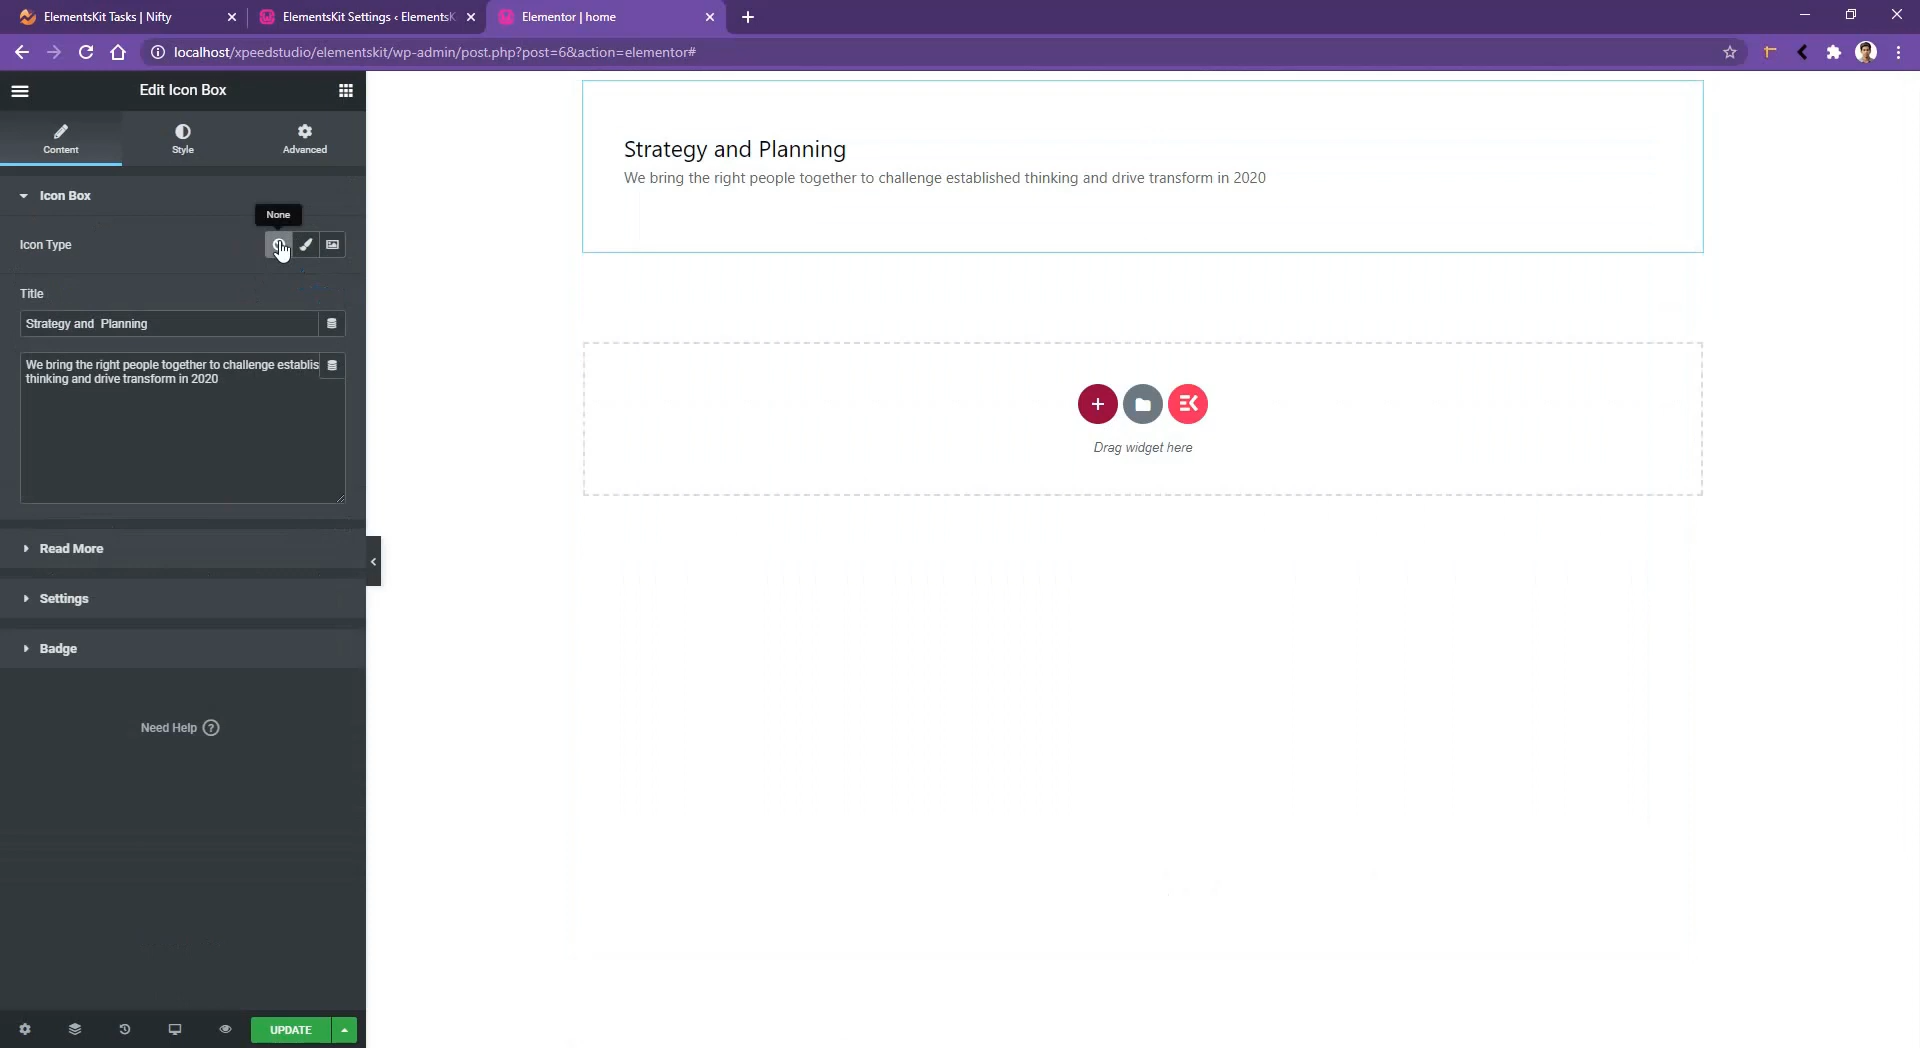 ElementsKit Tasks | Nifty
ElementsKit Settings ‹ ElementsK
Elementor | home
localhost/xpeedstudio/elementskit/wp-admin/post.php?post=6&action=elementor#
Edit Icon Box
Content
Style
Advanced
Icon Box
None
Icon Type
Title
Strategy and Planning
We bring the right people together to challenge establis
thinking and drive transform in 2020
Read More
Settings
Badge
Need Help ?
UPDATE
Strategy and Planning
We bring the right people together to challenge established thinking and drive transform in 2020
Drag widget here